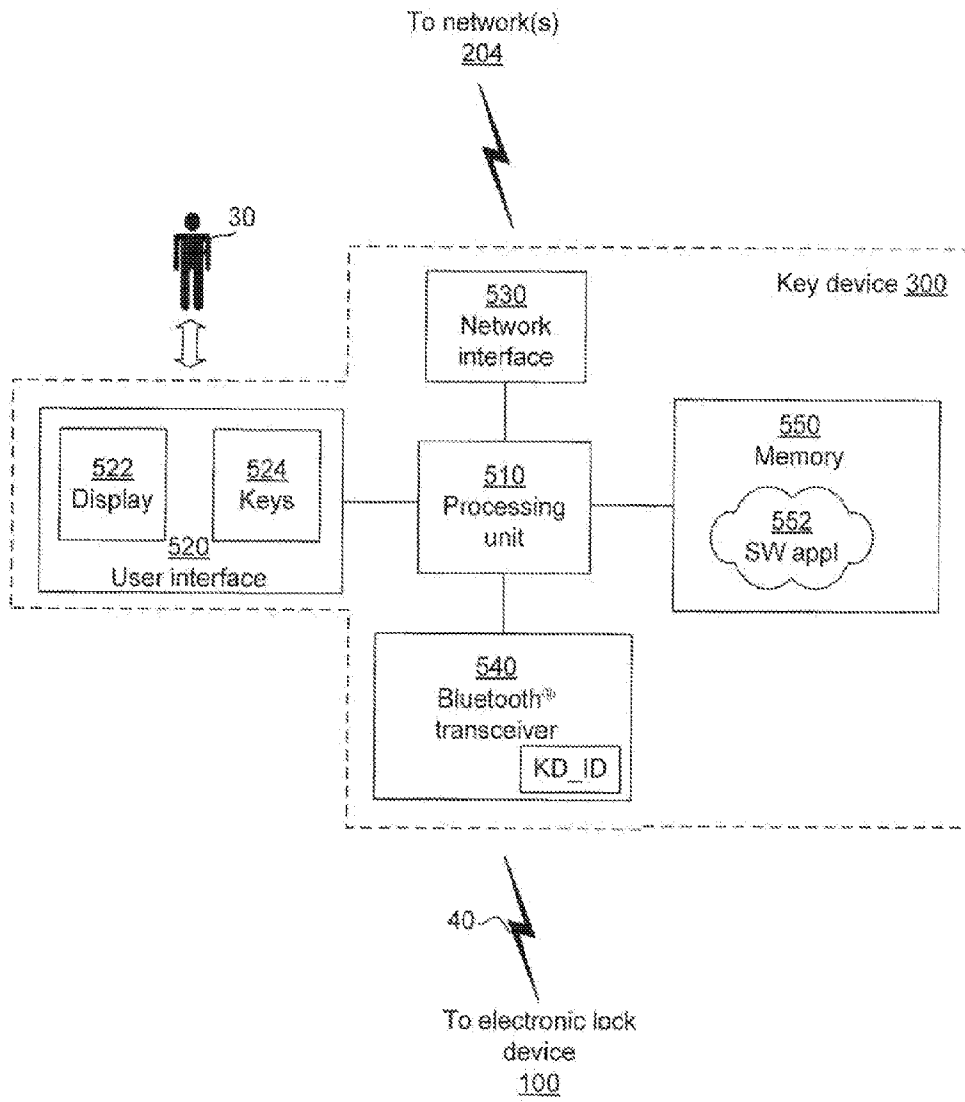 To network(s)
204
30
Key device 300
530
Network
interface
522
Display
524
Keys
520
User interface
510
Processing
unit
550
Memory
552
SW appl
540
Bluetooth®
transceiver
KD_ID
40
To electronic lock
device
100